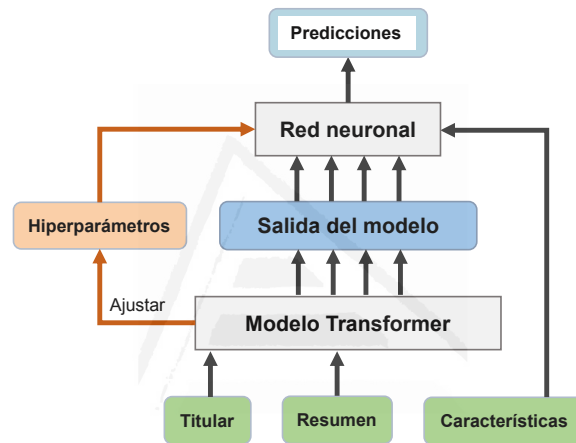 Predicciones
Red neuronal
Hiperparámetros
Salida del modelo
Ajustar
Modelo Transformer
Titular
Resumen
Características